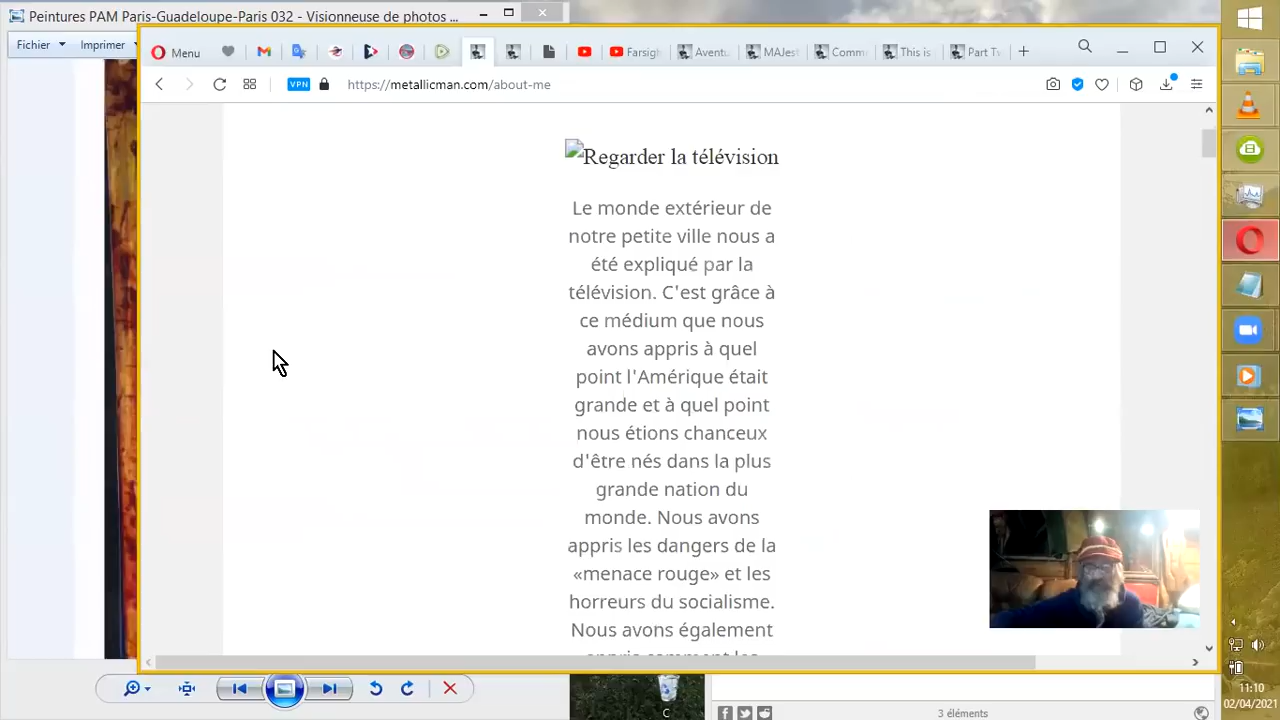 Peintures PAM Paris-Guadeloupe-Paris 032 - Visionneuse de photos ...
Fichier Imprimer
Menu Farsigh Aventu MAJest Comme This is Part Tv
VPN https://metallicman.com/about-me
Regarder la télévision
Le monde extérieur de
notre petite ville nous a
été expliqué par la
télévision. C'est grâce à
ce médium que nous
avons appris à quel
point l'Amérique était
grande et à quel point
nous étions chanceux
d'être nés dans la plus
grande nation du
monde. Nous avons
appris les dangers de la
«menace rouge» et les
horreurs du socialisme.
Nous avons également
C
3 éléments
11:10
02/04/2021